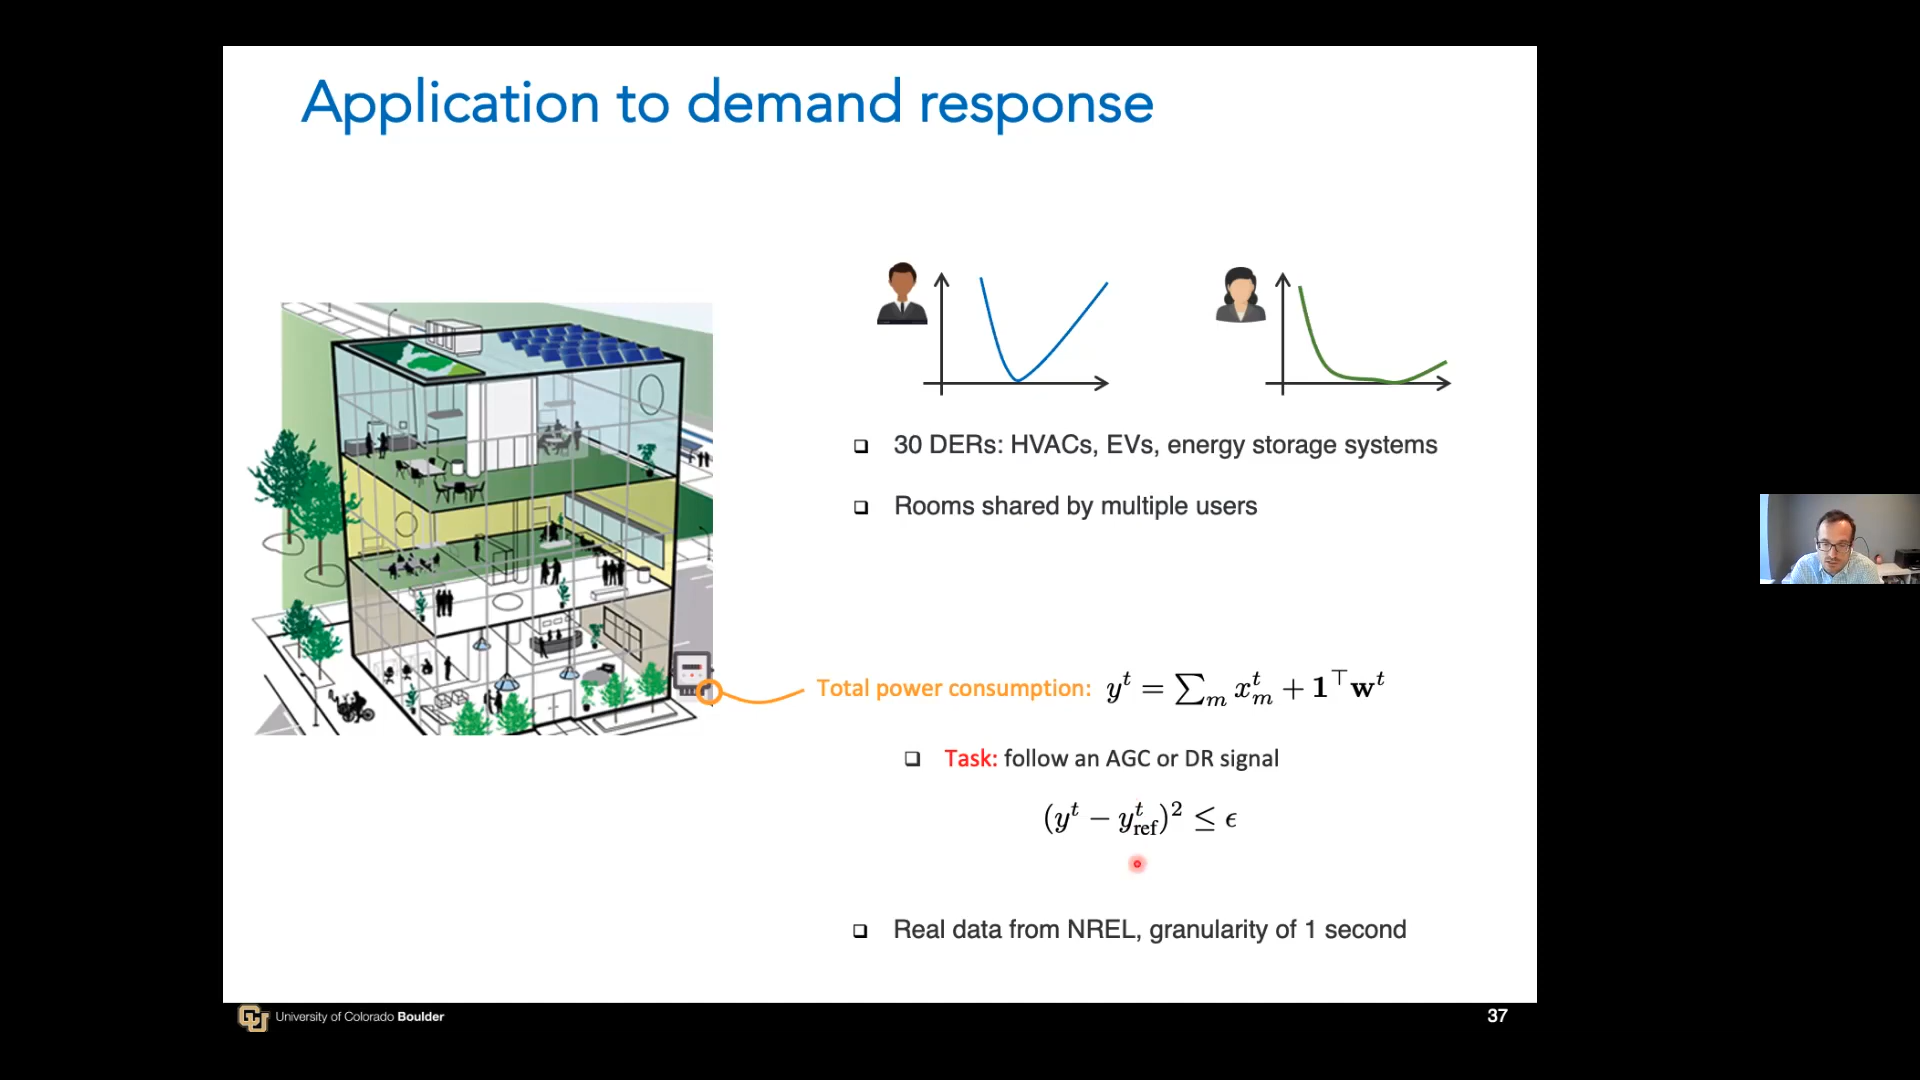 Application to demand response
30 DERs: HVACs, EVs, energy storage systems
Rooms shared by multiple users
Total power consumption: $y^t = \sum_m x_m^t + \mathbf{1}^\top \mathbf{w}^t$
Task: follow an AGC or DR signal
$(y^t - y_{\text{ref}}^t)^2 \leq \epsilon$
Real data from NREL, granularity of 1 second
CU University of Colorado Boulder
37